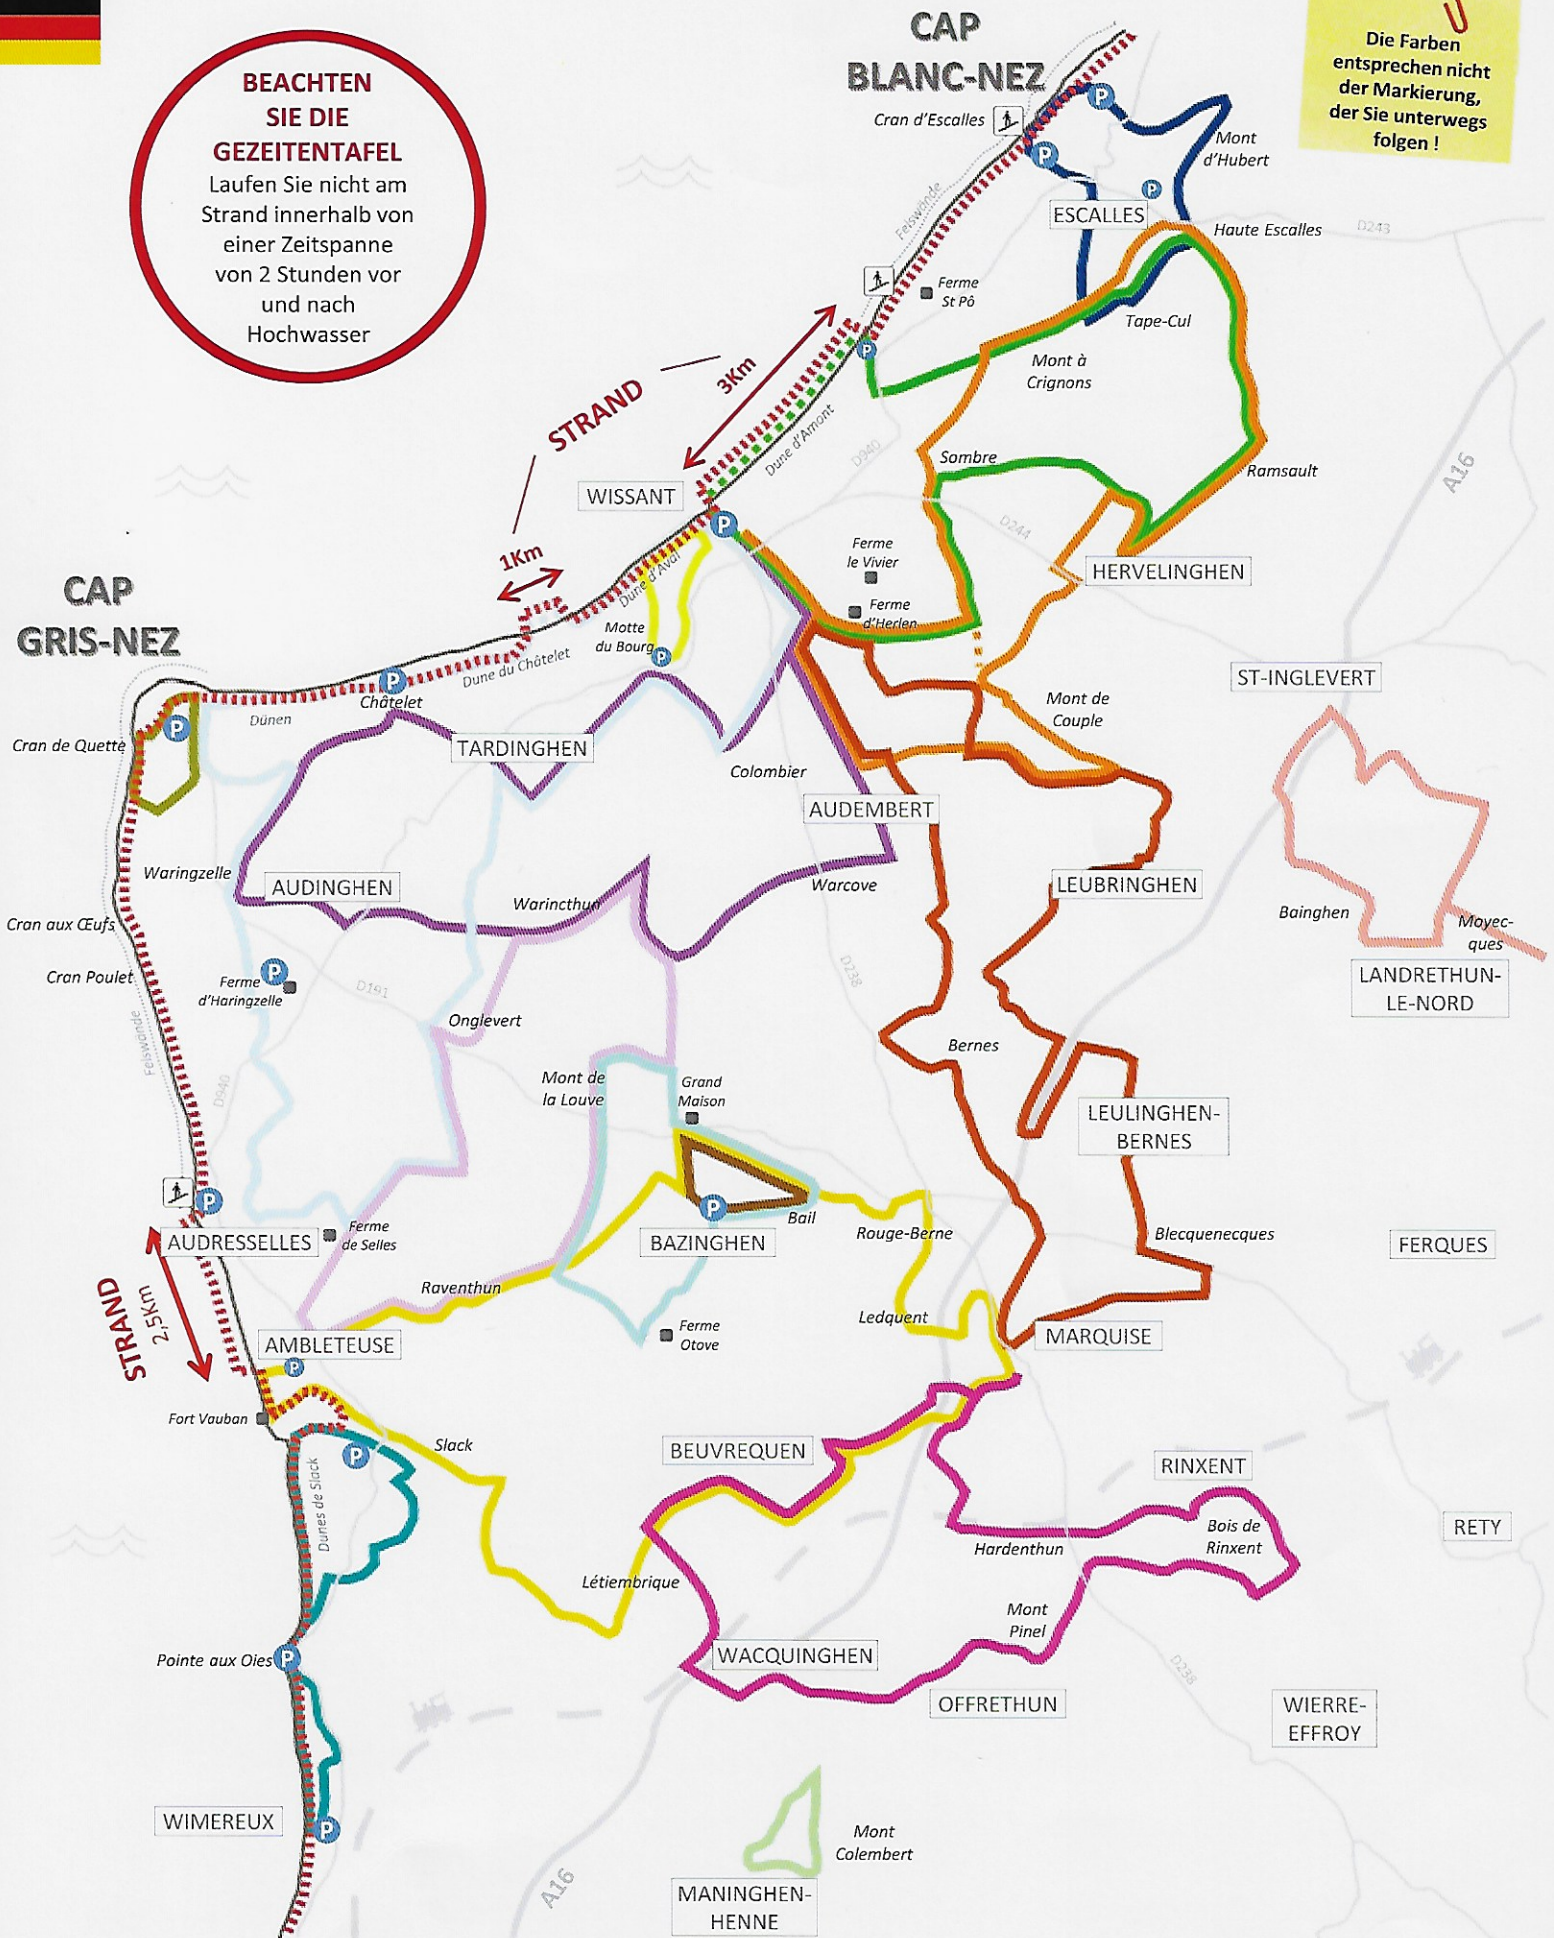 CAP
BLANC-NEZ
Die Farben
entsprechen nicht
der Markierung,
der Sie unterwegs
folgen !
BEACHTEN
SIE DIE
GEZEITENTAFEL
Laufen Sie nicht am
Strand innerhalb von
einer Zeitspanne
von 2 Stunden vor
und nach
Hochwasser
Cran d'Escalles
P
P
Mont
d'Hubert
P
ESCALLES
Felswände
Haute Escalles
D243
Ferme
St Pô
Tape-Cul
P
3Km
STRAND
Mont à
Crignons
Dune d'Amont
D940
Sombre
Ramsault
A16
WISSANT
P
D244
1Km
Dune d'Aval
Ferme
le Vivier
HERVELINGHEN
CAP
GRIS-NEZ
Ferme
d'Herlen
Motte
du Bourg
P
Dune du Châtelet
P
Châtelet
ST-INGLEVERT
Mont de
Couple
Dünen
P
Cran de Quette
TARDINGHEN
Colombier
AUDEMBERT
Waringzelle
AUDINGHEN
Warcove
LEUBRINGHEN
Warincthun
Bainghen
Moyec-
ques
Cran aux Œufs
Cran Poulet
P
Ferme
d'Haringzelle
D191
D238
LANDRETHUN-
LE-NORD
Onglevert
Felswände
Bernes
D940
Mont de
la Louve
Grand
Maison
LEULINGHEN-
BERNES
P
P
Bail
AUDRESSELLES
Ferme
de Selles
BAZINGHEN
Rouge-Berne
Blecquenecques
FERQUES
STRAND
2,5Km
Raventhun
Ledquent
Ferme
Otove
MARQUISE
AMBLETEUSE
P
Fort Vauban
Slack
P
BEUVREQUEN
RINXENT
Dunes de Slack
Bois de
Rinxent
RETY
Hardenthun
Létiembrique
Mont
Pinel
Pointe aux Oies
P
WACQUINGHEN
D238
OFFRETHUN
WIERRE-
EFFROY
WIMEREUX
P
Mont
Colembert
A16
MANINGHEN-
HENNE